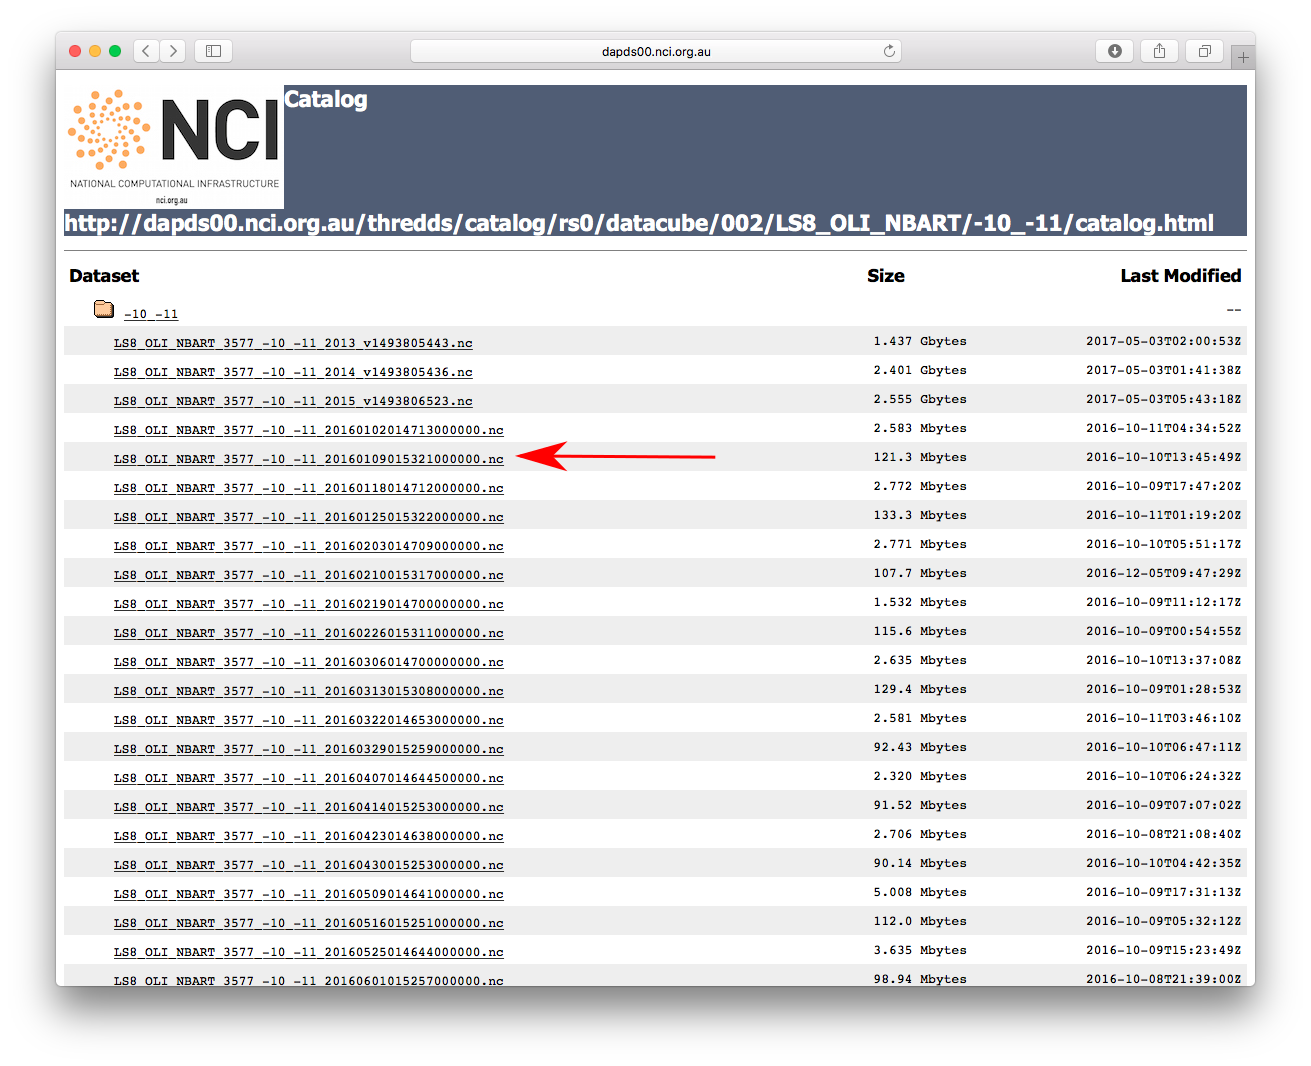 dapds00.nci.org.au
Catalog
NCI
NATIONAL COMPUTATIONAL INFRASTRUCTURE
nci.org.au
http://dapds00.nci.org.au/thredds/catalog/rs0/datacube/002/LS8_OLI_NBART/-10_-11/catalog.html
Dataset Size Last Modified
-10_-11 --
LS8_OLI_NBART_3577_-10_-11_2013_v1493805443.nc 1.437 Gbytes 2017-05-03T02:00:53Z
LS8_OLI_NBART_3577_-10_-11_2014_v1493805436.nc 2.401 Gbytes 2017-05-03T01:41:38Z
LS8_OLI_NBART_3577_-10_-11_2015_v1493806523.nc 2.555 Gbytes 2017-05-03T05:43:18Z
LS8_OLI_NBART_3577_-10_-11_20160102014713000000.nc 2.583 Mbytes 2016-10-11T04:34:52Z
LS8_OLI_NBART_3577_-10_-11_20160109015321000000.nc 121.3 Mbytes 2016-10-10T13:45:49Z
LS8_OLI_NBART_3577_-10_-11_20160118014712000000.nc 2.772 Mbytes 2016-10-09T17:47:20Z
LS8_OLI_NBART_3577_-10_-11_20160125015322000000.nc 133.3 Mbytes 2016-10-11T01:19:20Z
LS8_OLI_NBART_3577_-10_-11_20160203014709000000.nc 2.771 Mbytes 2016-10-10T05:51:17Z
LS8_OLI_NBART_3577_-10_-11_20160210015317000000.nc 107.7 Mbytes 2016-12-05T09:47:29Z
LS8_OLI_NBART_3577_-10_-11_20160219014700000000.nc 1.532 Mbytes 2016-10-09T11:12:17Z
LS8_OLI_NBART_3577_-10_-11_20160226015311000000.nc 115.6 Mbytes 2016-10-09T00:54:55Z
LS8_OLI_NBART_3577_-10_-11_20160306014700000000.nc 2.635 Mbytes 2016-10-10T13:37:08Z
LS8_OLI_NBART_3577_-10_-11_20160313015308000000.nc 129.4 Mbytes 2016-10-09T01:28:53Z
LS8_OLI_NBART_3577_-10_-11_20160322014653000000.nc 2.581 Mbytes 2016-10-11T03:46:10Z
LS8_OLI_NBART_3577_-10_-11_20160329015259000000.nc 92.43 Mbytes 2016-10-10T06:47:11Z
LS8_OLI_NBART_3577_-10_-11_20160407014644500000.nc 2.320 Mbytes 2016-10-10T06:24:32Z
LS8_OLI_NBART_3577_-10_-11_20160414015253000000.nc 91.52 Mbytes 2016-10-09T07:07:02Z
LS8_OLI_NBART_3577_-10_-11_20160423014638000000.nc 2.706 Mbytes 2016-10-08T21:08:40Z
LS8_OLI_NBART_3577_-10_-11_20160430015253000000.nc 90.14 Mbytes 2016-10-10T04:42:35Z
LS8_OLI_NBART_3577_-10_-11_20160509014641000000.nc 5.008 Mbytes 2016-10-09T17:31:13Z
LS8_OLI_NBART_3577_-10_-11_20160516015251000000.nc 112.0 Mbytes 2016-10-09T05:32:12Z
LS8_OLI_NBART_3577_-10_-11_20160525014644000000.nc 3.635 Mbytes 2016-10-09T15:23:49Z
LS8_OLI_NBART_3577_-10_-11_20160601015257000000.nc 98.94 Mbytes 2016-10-08T21:39:00Z